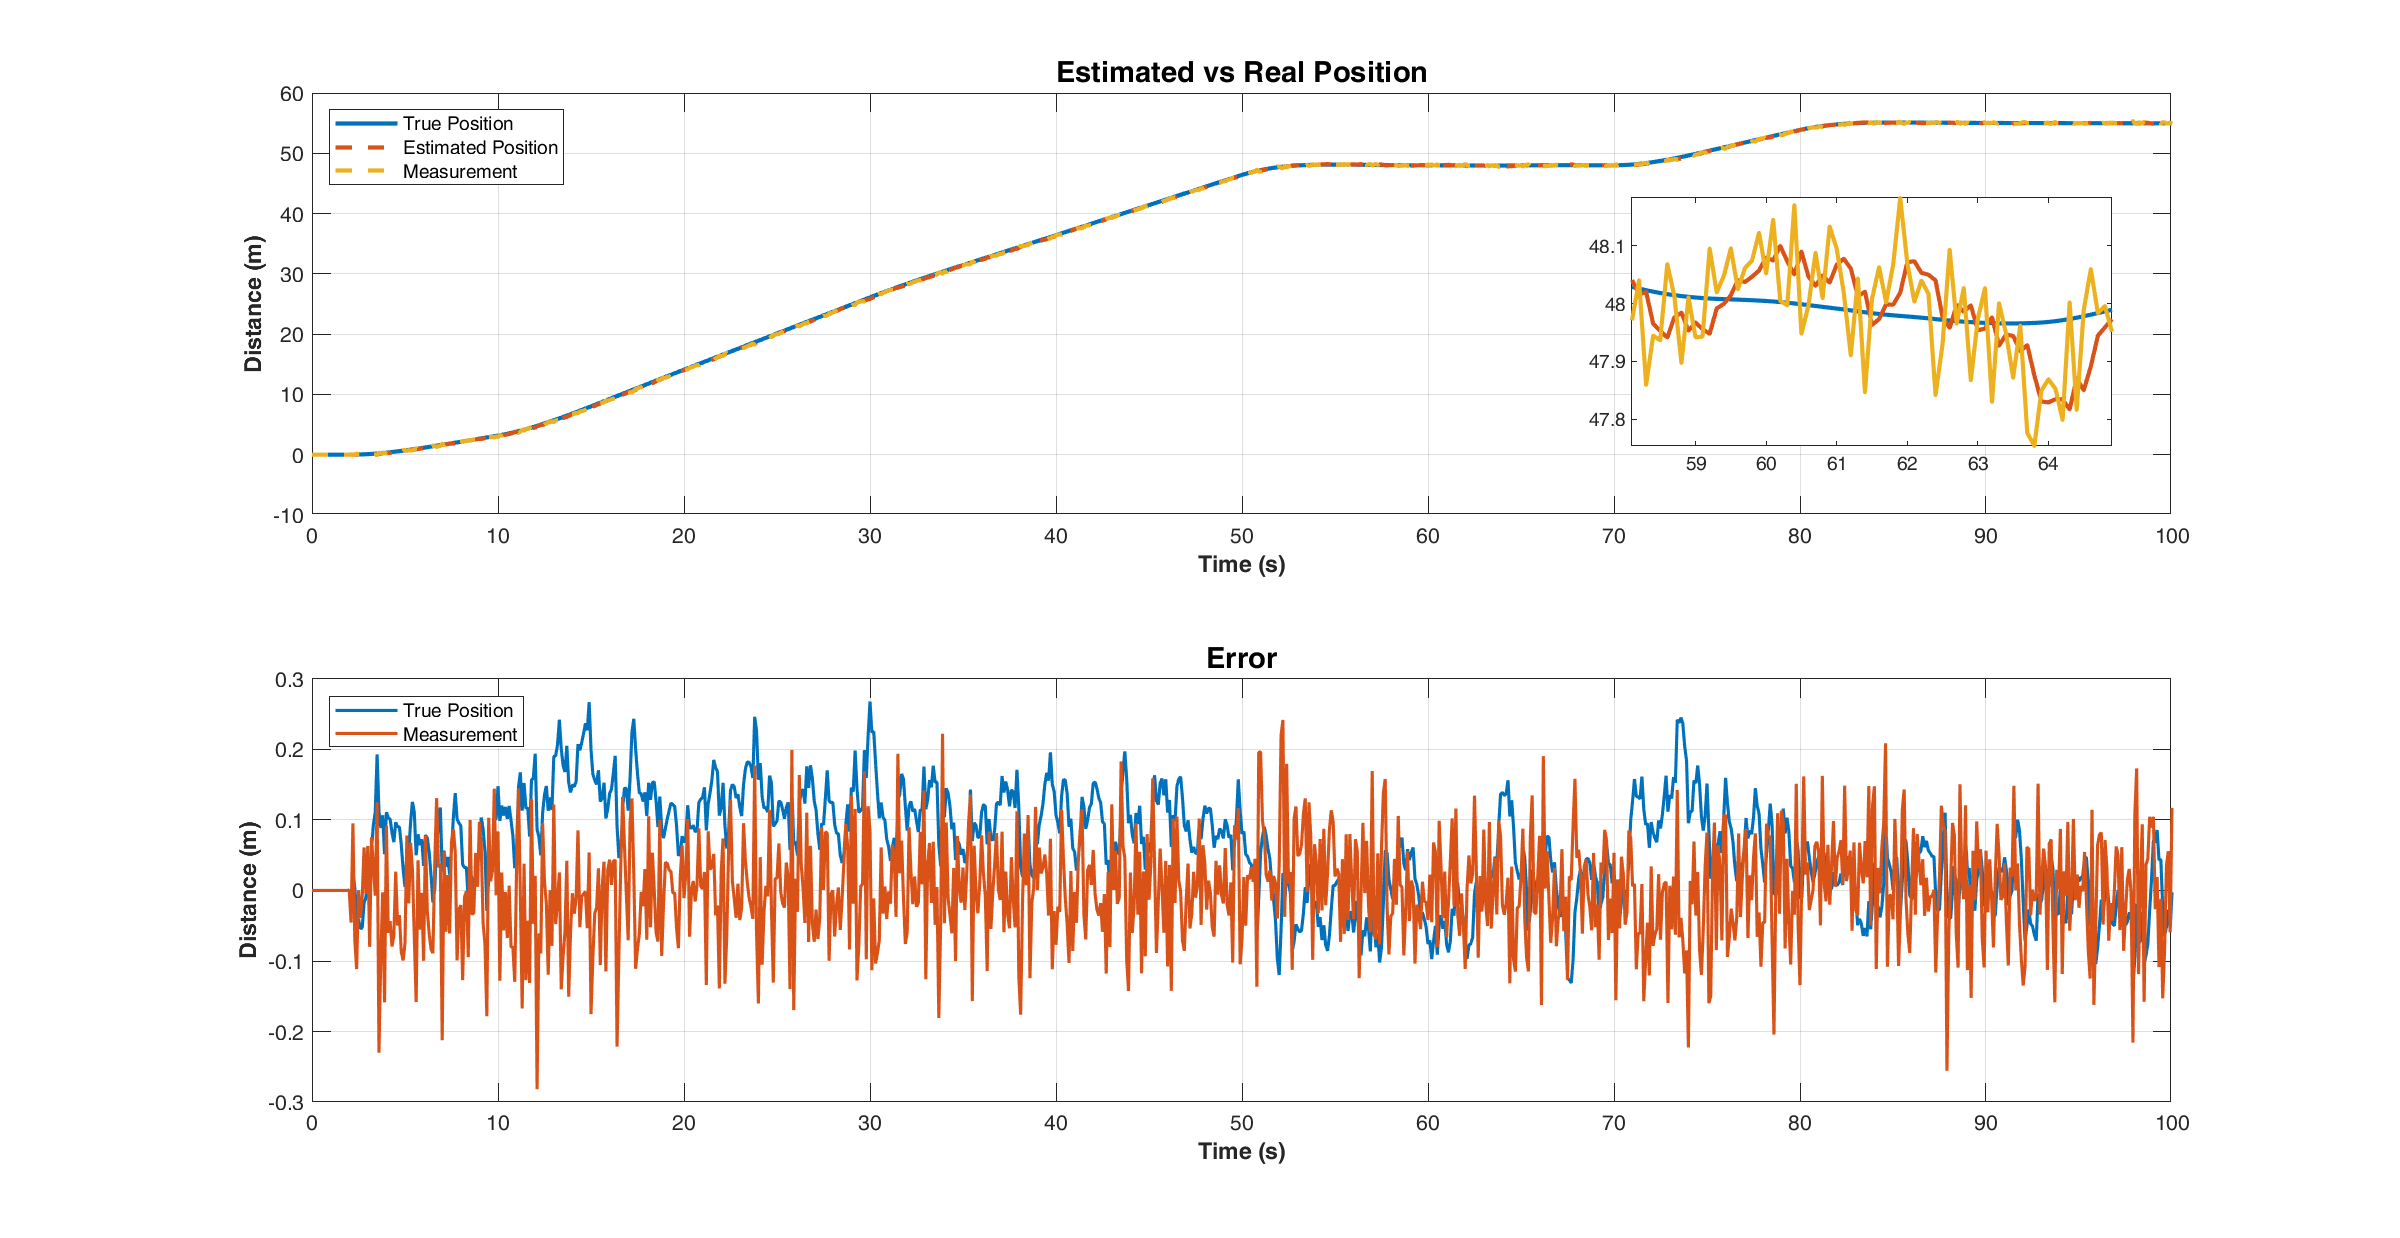 Estimated vs Real Position
60
50
40
30
20
10
0
-10
Distance (m)
True Position
Estimated Position
Measurement
48.1
48
47.9
47.8
59 60 61 62 63 64
0 10 20 30 40 50 60 70 80 90 100
Time (s)
Error
0.3
0.2
0.1
0
-0.1
-0.2
-0.3
Distance (m)
True Position
Measurement
0 10 20 30 40 50 60 70 80 90 100
Time (s)